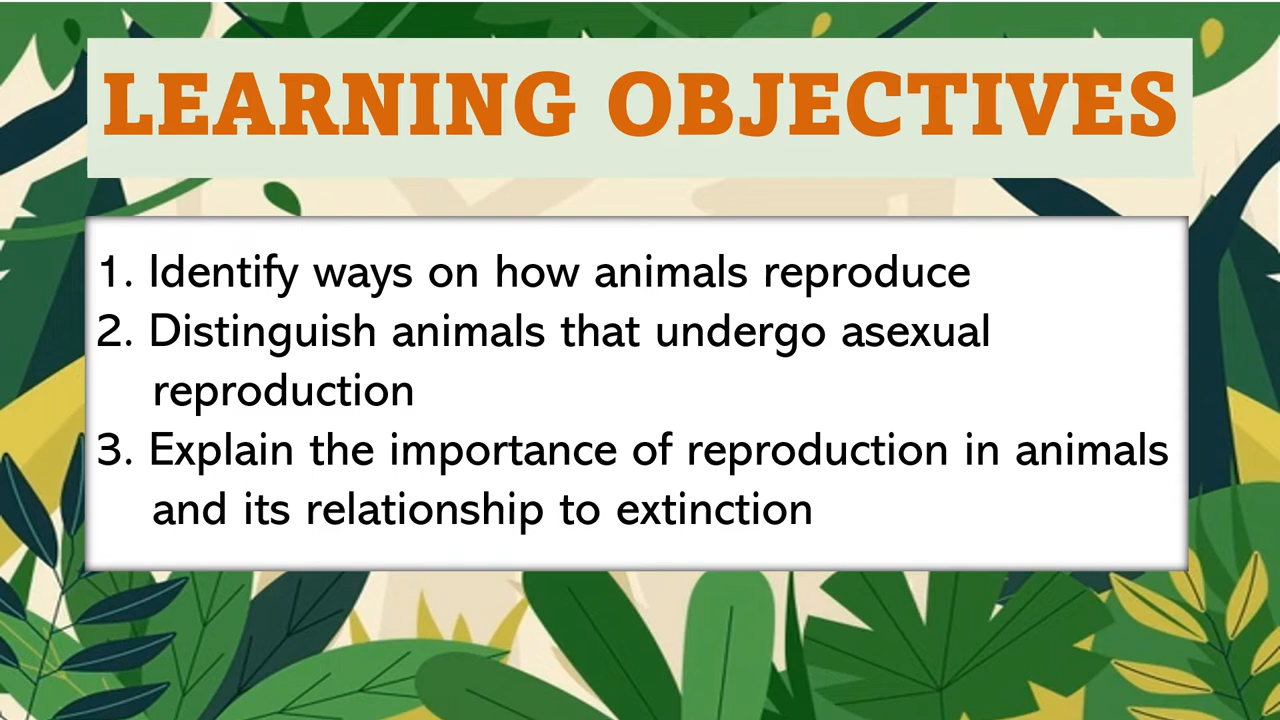 LEARNING OBJECTIVES
1. Identify ways on how animals reproduce
2. Distinguish animals that undergo asexual
reproduction
3. Explain the importance of reproduction in animals
and its relationship to extinction